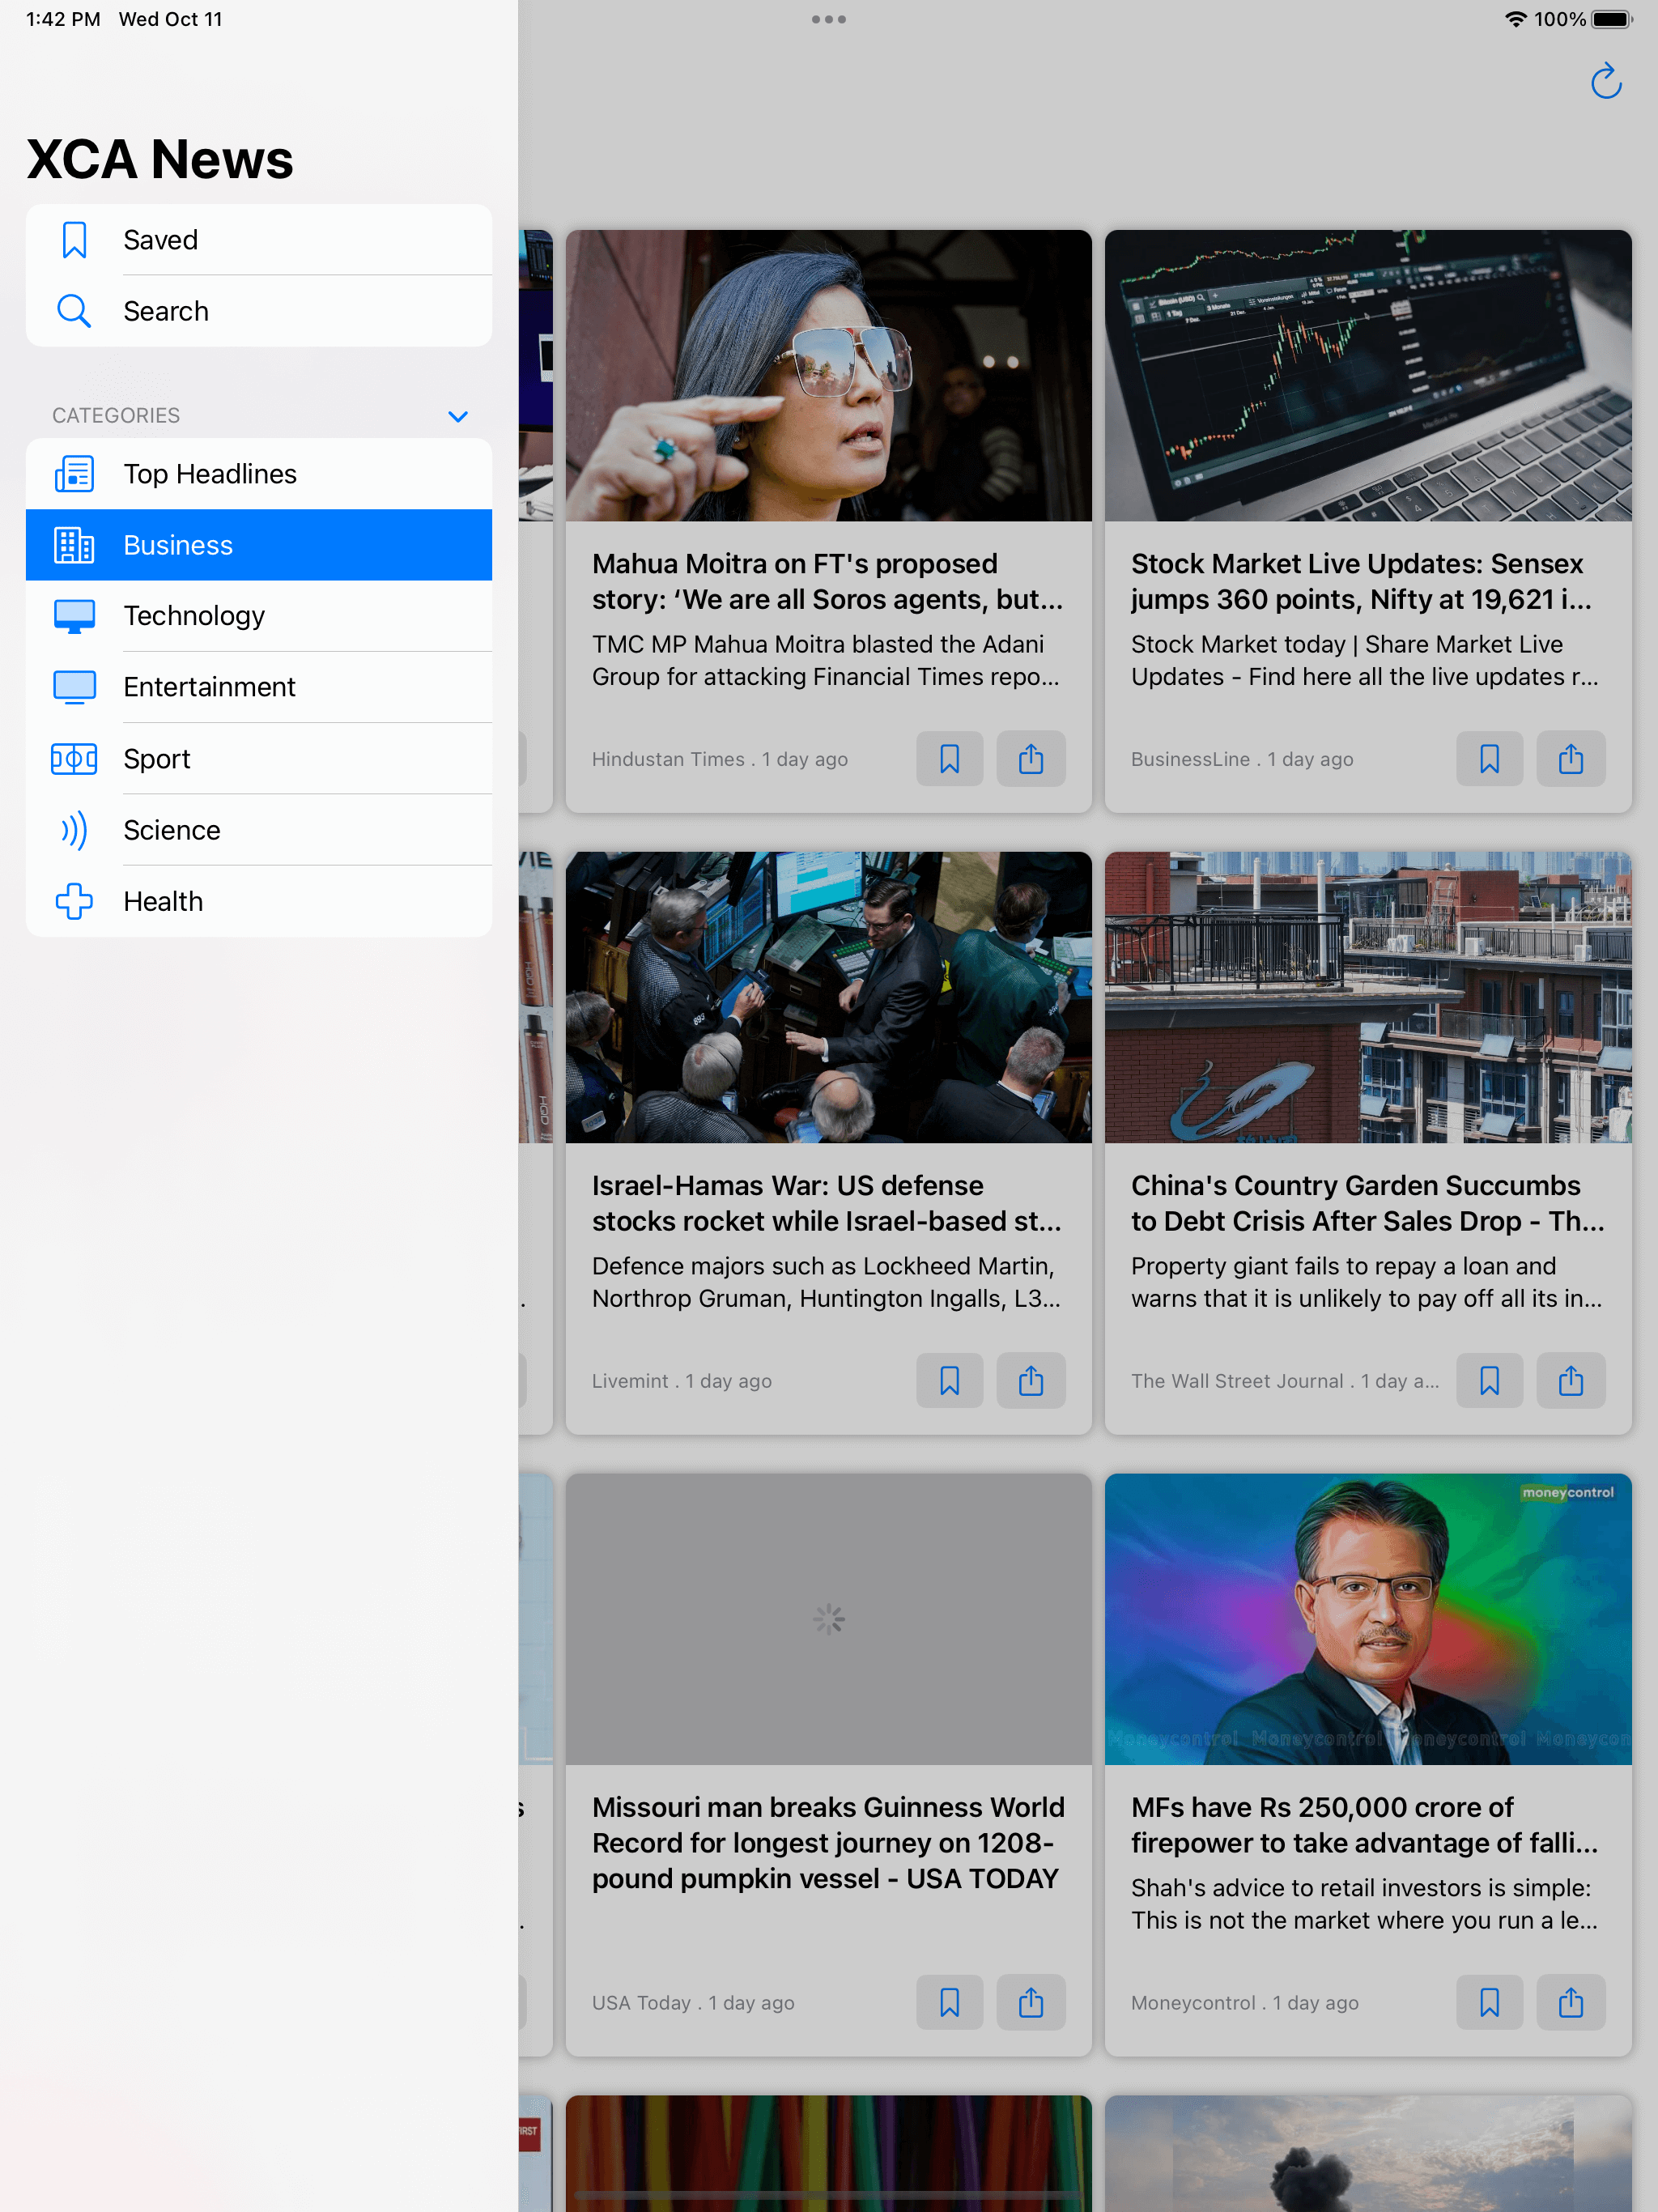 1:42 PM Wed Oct 11
100%
XCA News
Saved
Search
CATEGORIES
Top Headlines
Business
Technology
Entertainment
Sport
Science
Health
Mahua Moitra on FT's proposed
story: ‘We are all Soros agents, but...
TMC MP Mahua Moitra blasted the Adani
Group for attacking Financial Times repo...
Hindustan Times . 1 day ago
Stock Market Live Updates: Sensex
jumps 360 points, Nifty at 19,621 i...
Stock Market today | Share Market Live
Updates - Find here all the live updates r...
BusinessLine . 1 day ago
Israel-Hamas War: US defense
stocks rocket while Israel-based st...
Defence majors such as Lockheed Martin,
Northrop Gruman, Huntington Ingalls, L3...
Livemint . 1 day ago
China's Country Garden Succumbs
to Debt Crisis After Sales Drop - Th...
Property giant fails to repay a loan and
warns that it is unlikely to pay off all its in...
The Wall Street Journal . 1 day a...
Missouri man breaks Guinness World
Record for longest journey on 1208-
pound pumpkin vessel - USA TODAY
USA Today . 1 day ago
moneycontrol
Moneycontrol Moneycontrol Moneycontrol Moneycon
MFs have Rs 250,000 crore of
firepower to take advantage of falli...
Shah's advice to retail investors is simple:
This is not the market where you run a le...
Moneycontrol . 1 day ago